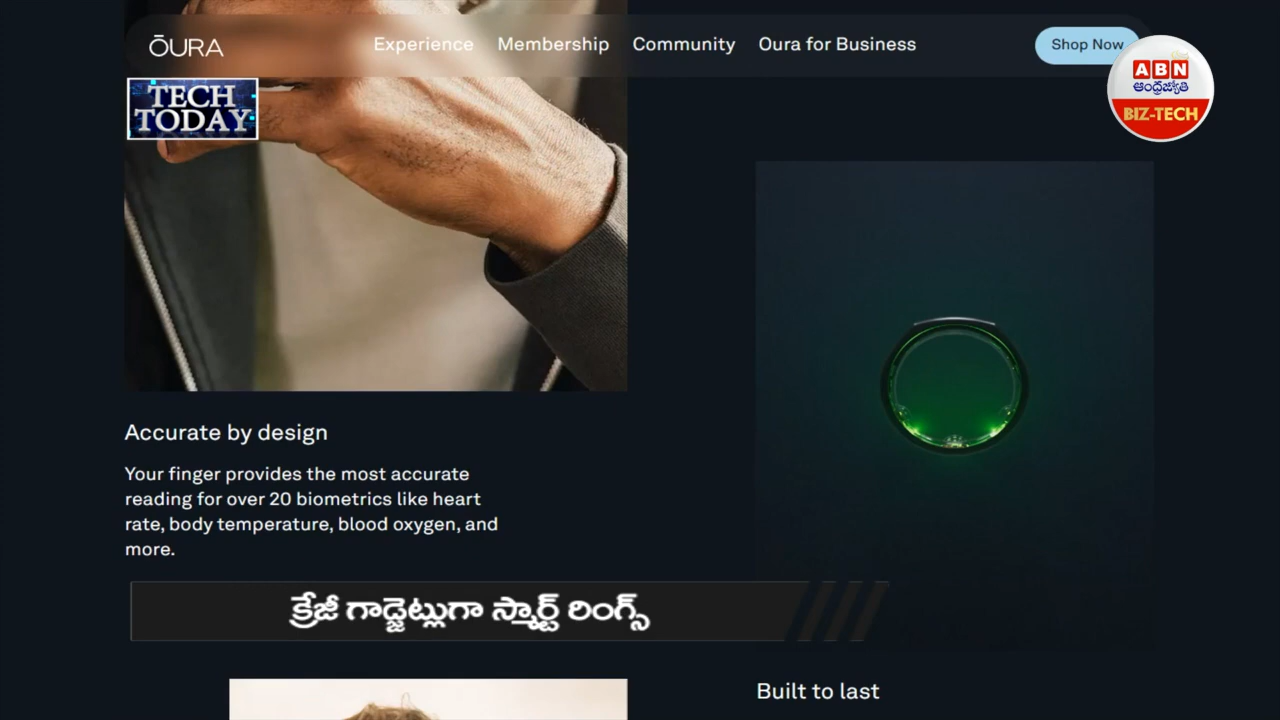 ŌURA
Experience Membership Community Oura for Business
Shop Now
TECH
TODAY
ABN
ఆంధ్రజ్యోతి
BIZ-TECH
Accurate by design
Your finger provides the most accurate
reading for over 20 biometrics like heart
rate, body temperature, blood oxygen, and
more.
క్రేజీ గాడ్జెట్లుగా స్మార్ట్ రింగ్స్
Built to last